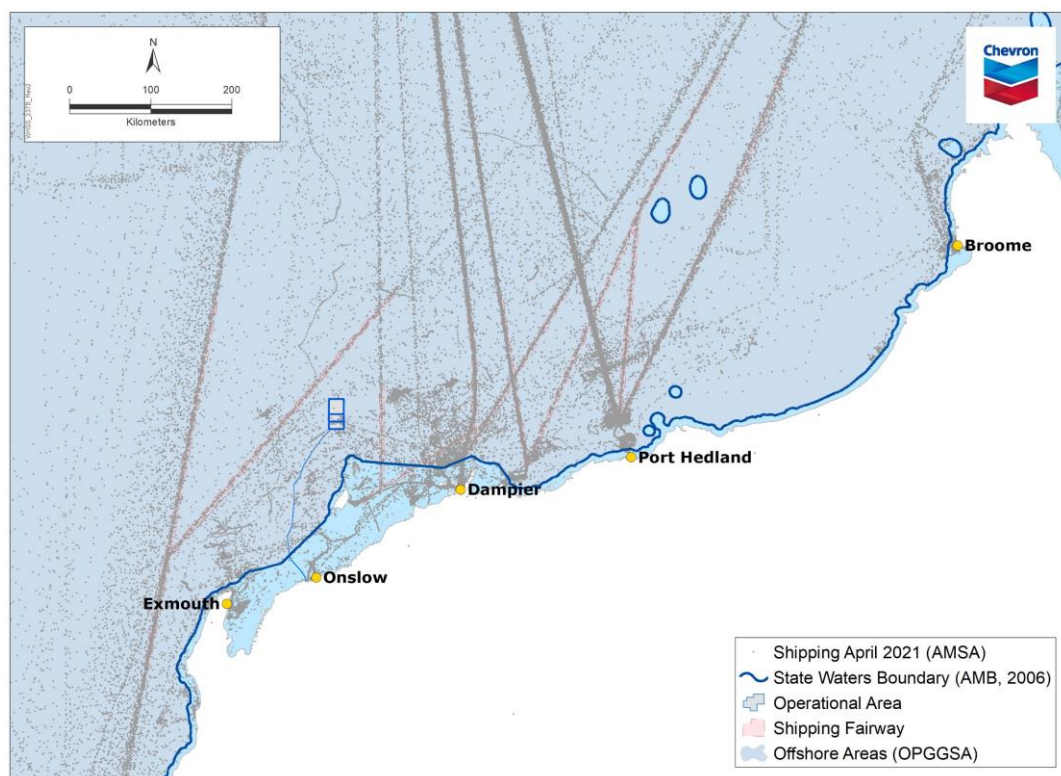 N
0 100 200
Kilometers
Chevron
Broome
Port Hedland
Dampier
Onslow
Exmouth
Shipping April 2021 (AMSA)
State Waters Boundary (AMB, 2006)
Operational Area
Shipping Fairway
Offshore Areas (OPGGSA)